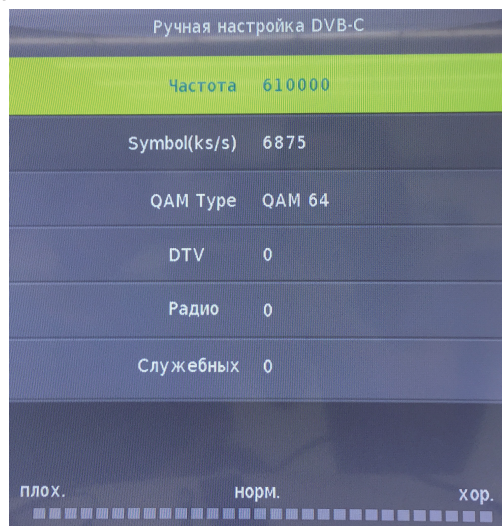 Ручная настройка DVB-C
Частота 610000
Symbol(ks/s) 6875
QAM Type QAM 64
DTV 0
Радио 0
Служебных 0
плох. норм. хор.